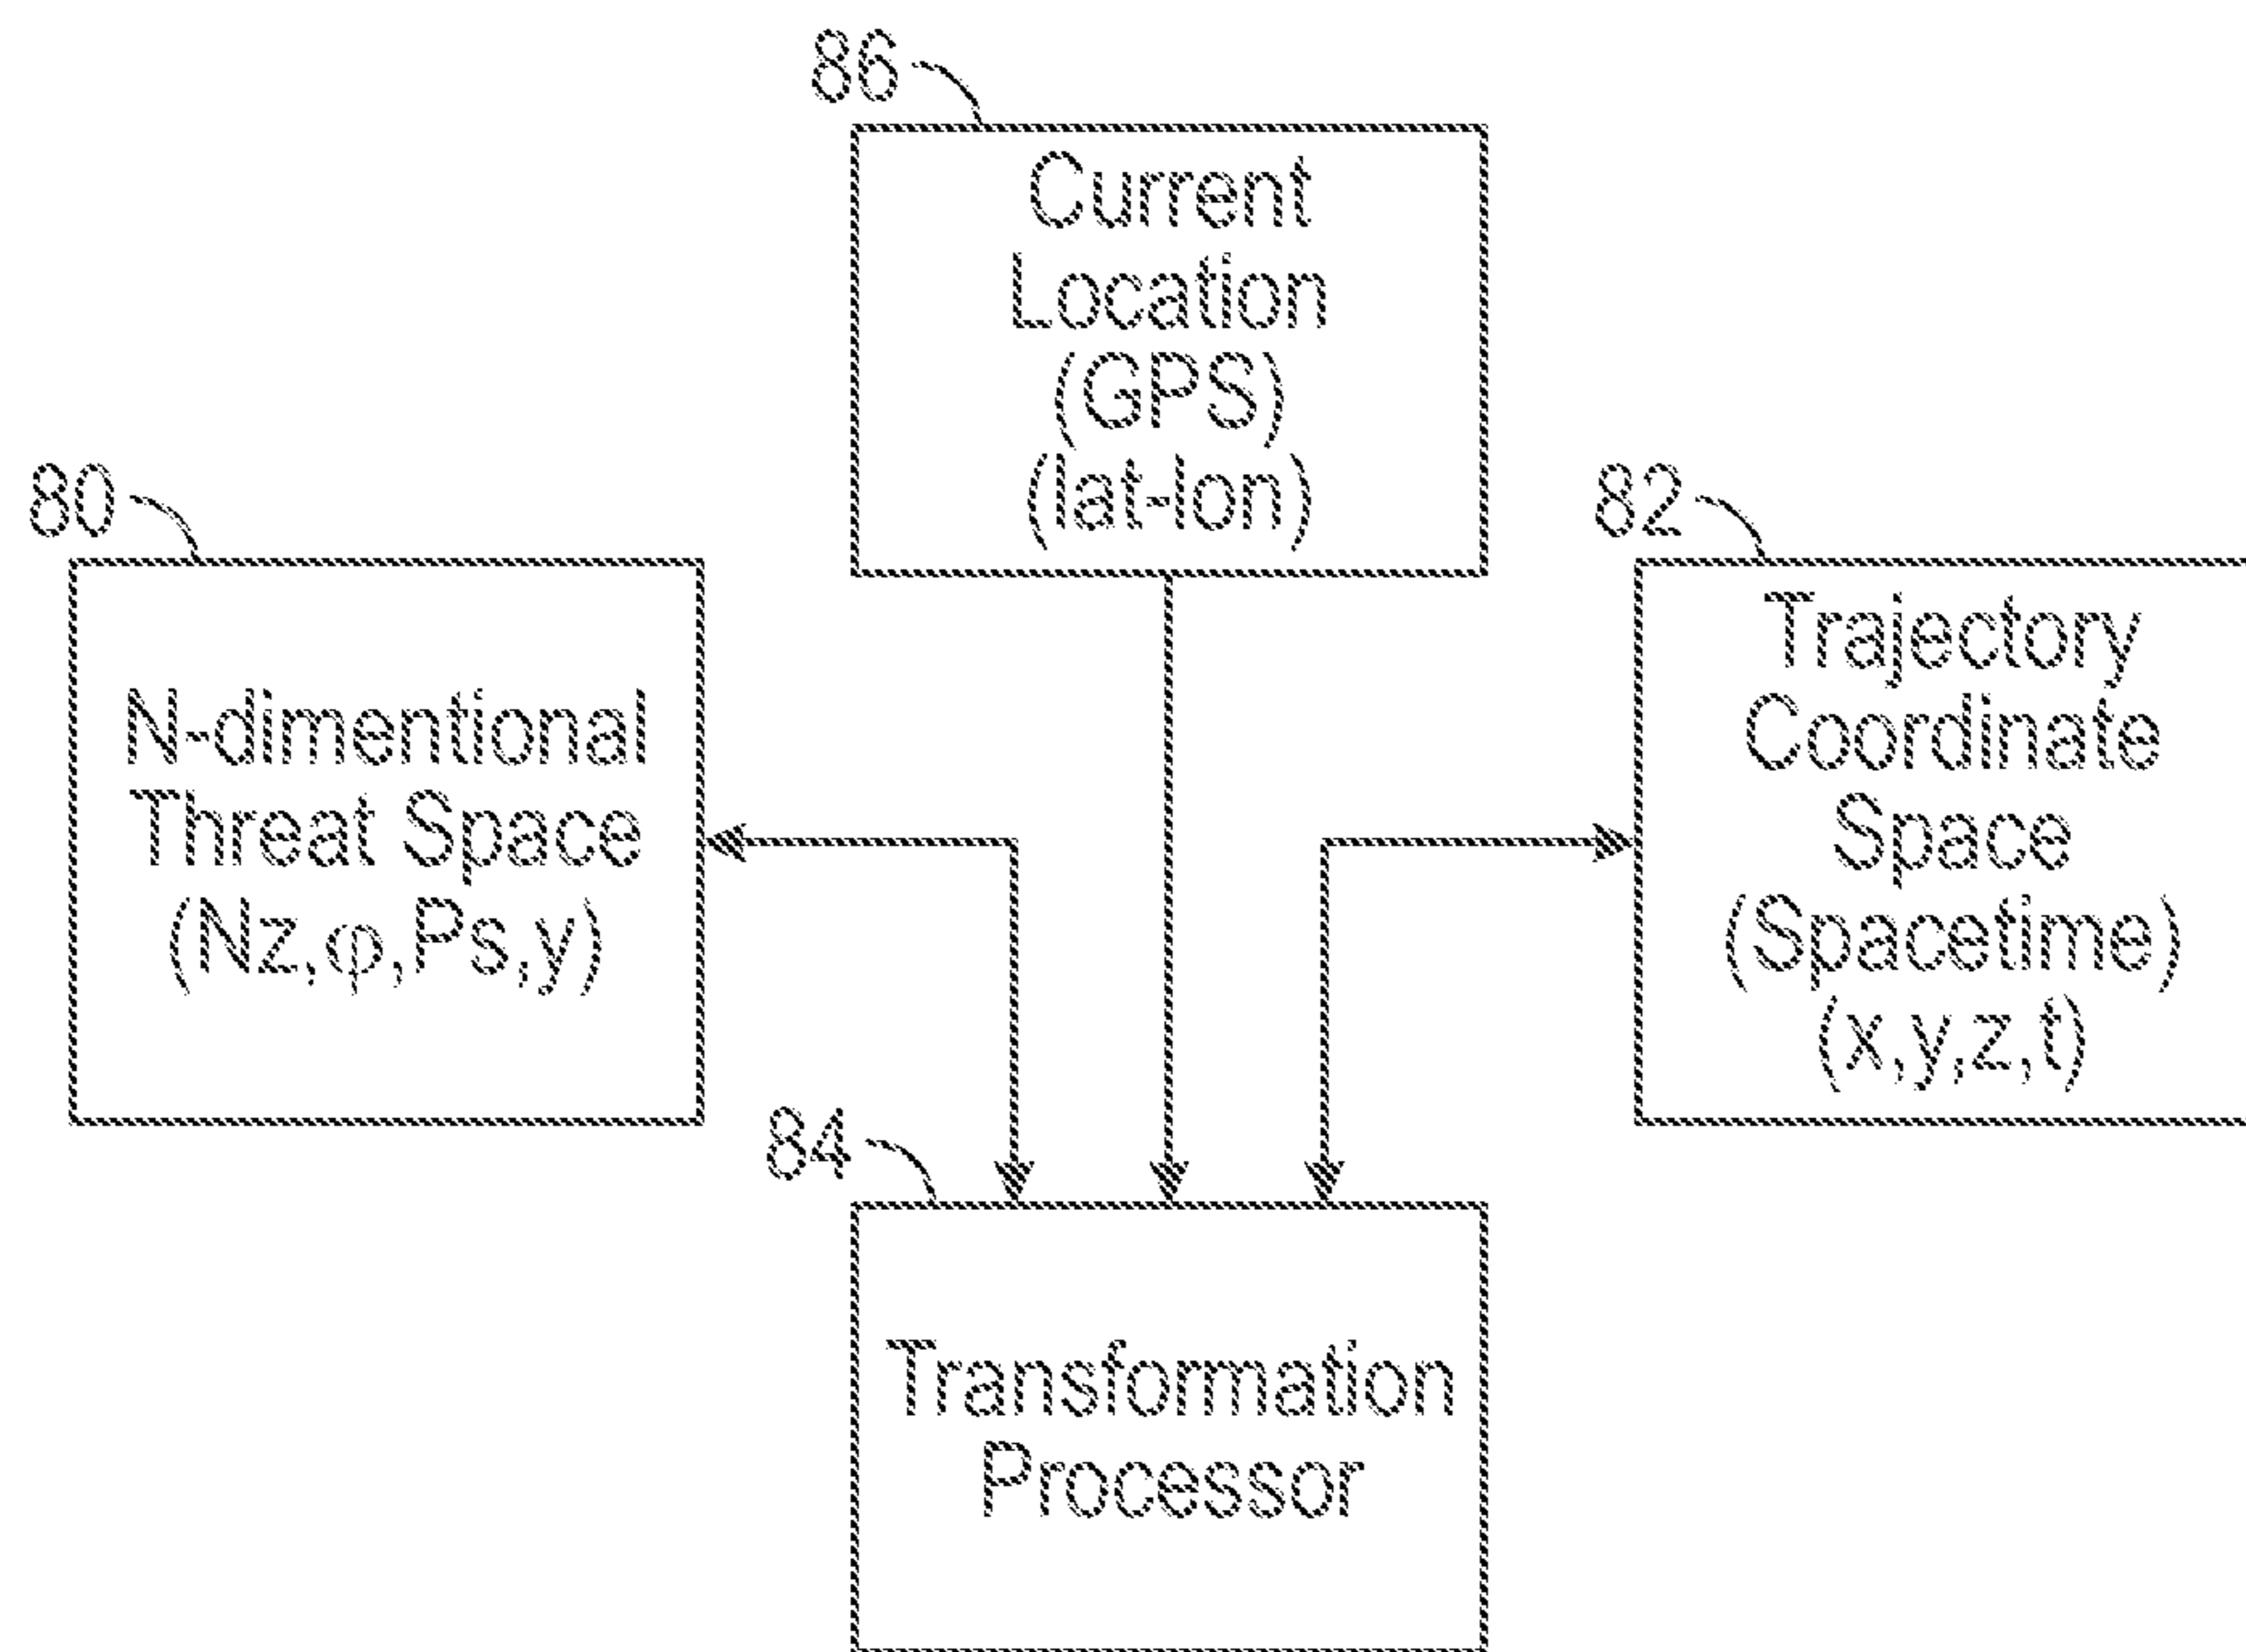 86
Current
Location
(GPS)
(lat-lon)
80
N-dimentional
Threat Space
(Nz,φ,Ps,y)
82
Trajectory
Coordinate
Space
(Spacetime)
(x,y,z,t)
84
Transformation
Processor